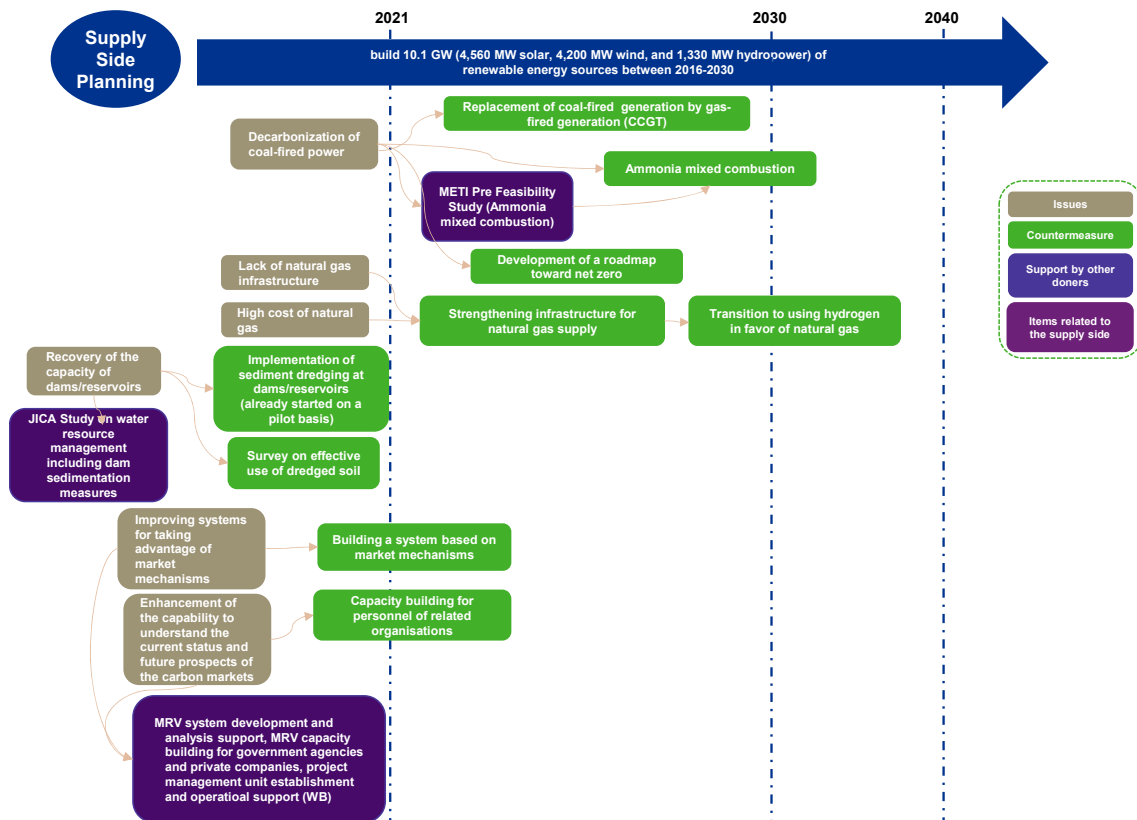 2021
2030
2040
Supply
Side
Planning
build 10.1 GW (4,560 MW solar, 4,200 MW wind, and 1,330 MW hydropower) of
renewable energy sources between 2016-2030
Replacement of coal-fired generation by gas-
fired generation (CCGT)
Decarbonization of
coal-fired power
Ammonia mixed combustion
METI Pre Feasibility
Study (Ammonia
mixed combustion)
Development of a roadmap
toward net zero
Lack of natural gas
infrastructure
High cost of natural
gas
Strengthening infrastructure for
natural gas supply
Transition to using hydrogen
in favor of natural gas
Issues
Countermeasure
Support by other
doners
Items related to
the supply side
Recovery of the
capacity of
dams/reservoirs
Implementation of
sediment dredging at
dams/reservoirs
(already started on a
pilot basis)
JICA Study on water
resource
management
including dam
sedimentation
measures
Survey on effective
use of dredged soil
Improving systems
for taking
advantage of
market
mechanisms
Building a system based on
market mechanisms
Enhancement of
the capability to
understand the
current status and
future prospects of
the carbon markets
Capacity building for
personnel of related
organisations
MRV system development and
analysis support, MRV capacity
building for government agencies
and private companies, project
management unit establishment
and operatioal support (WB)